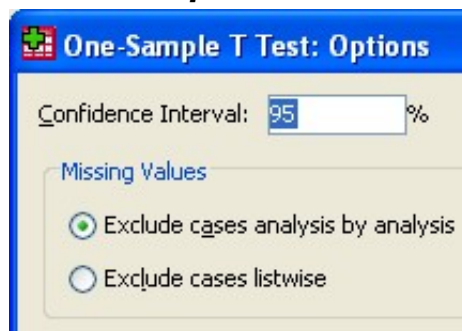 One-Sample T Test: Options
Confidence Interval: 95 %
Missing Values
Exclude cases analysis by analysis
Exclude cases listwise